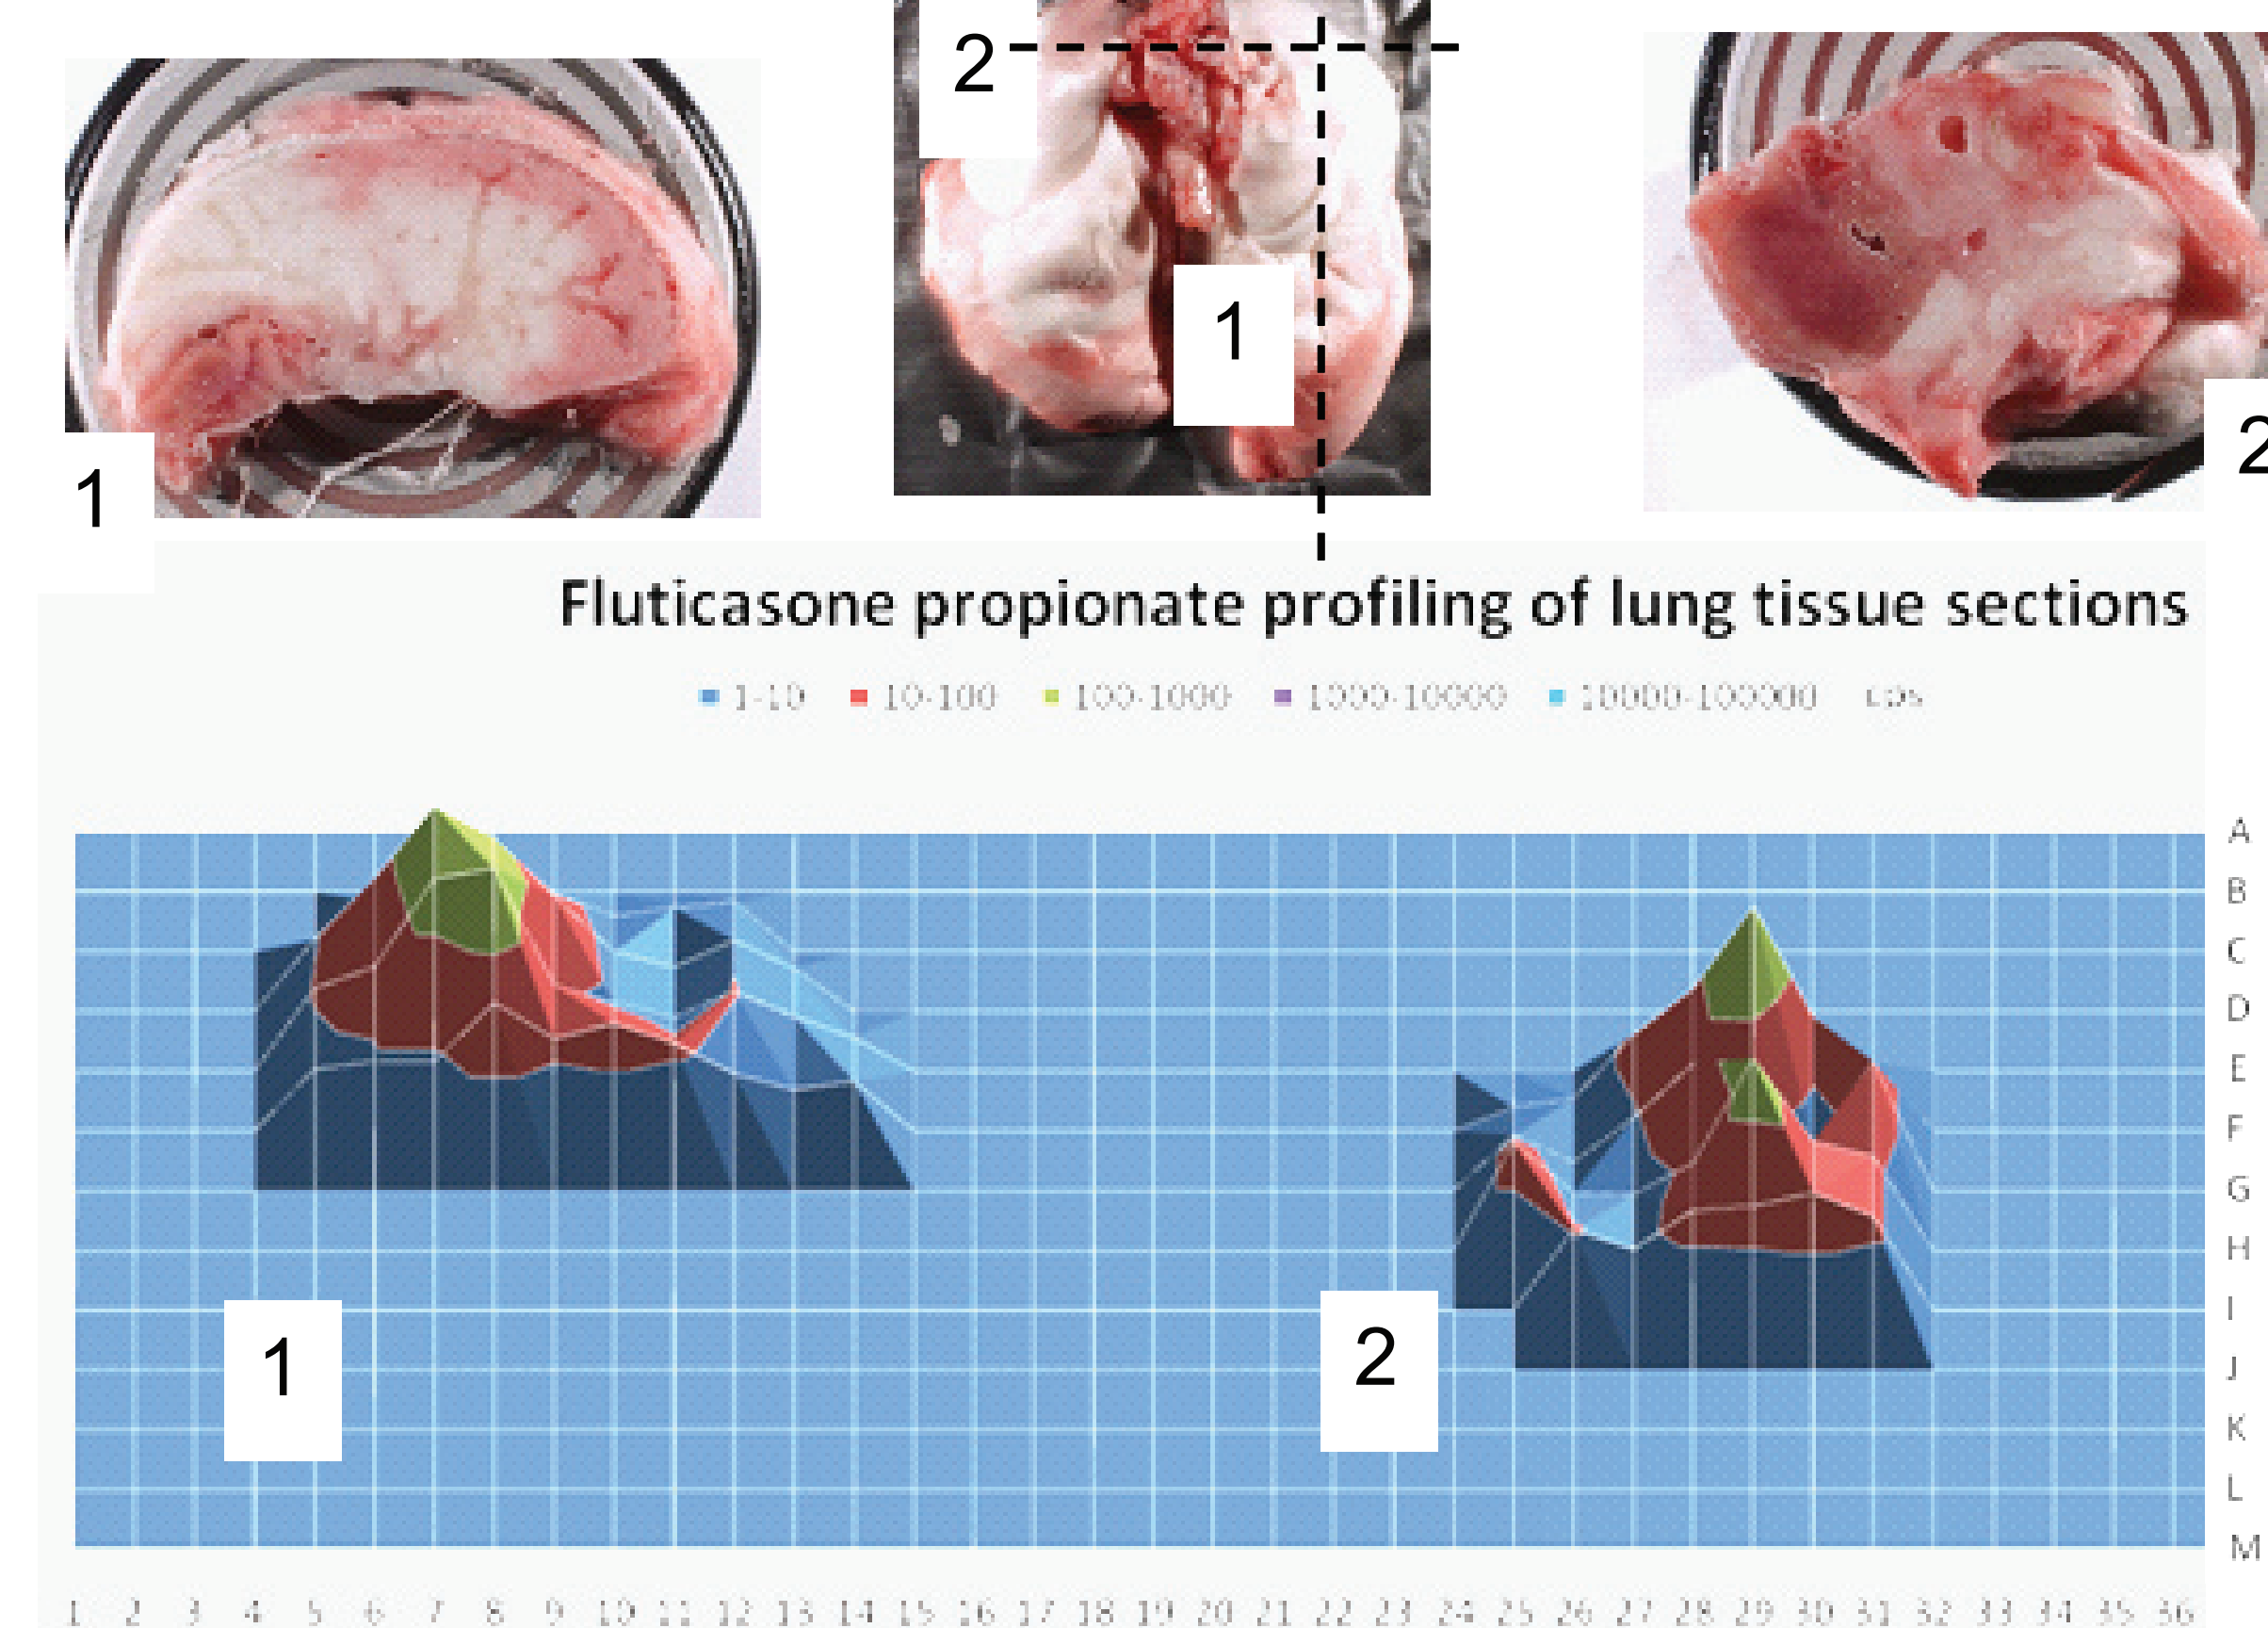 2
1
1
2
Fluticasone propionate profiling of lung tissue sections
1-10 10-100 100-1000 1000-10000 10000-100000 cps
A
B
C
D
E
F
G
H
I
J
K
L
M
1
2
1 2 3 4 5 6 7 8 9 10 11 12 13 14 15 16 17 18 19 20 21 22 23 24 25 26 27 28 29 30 31 32 33 34 35 36